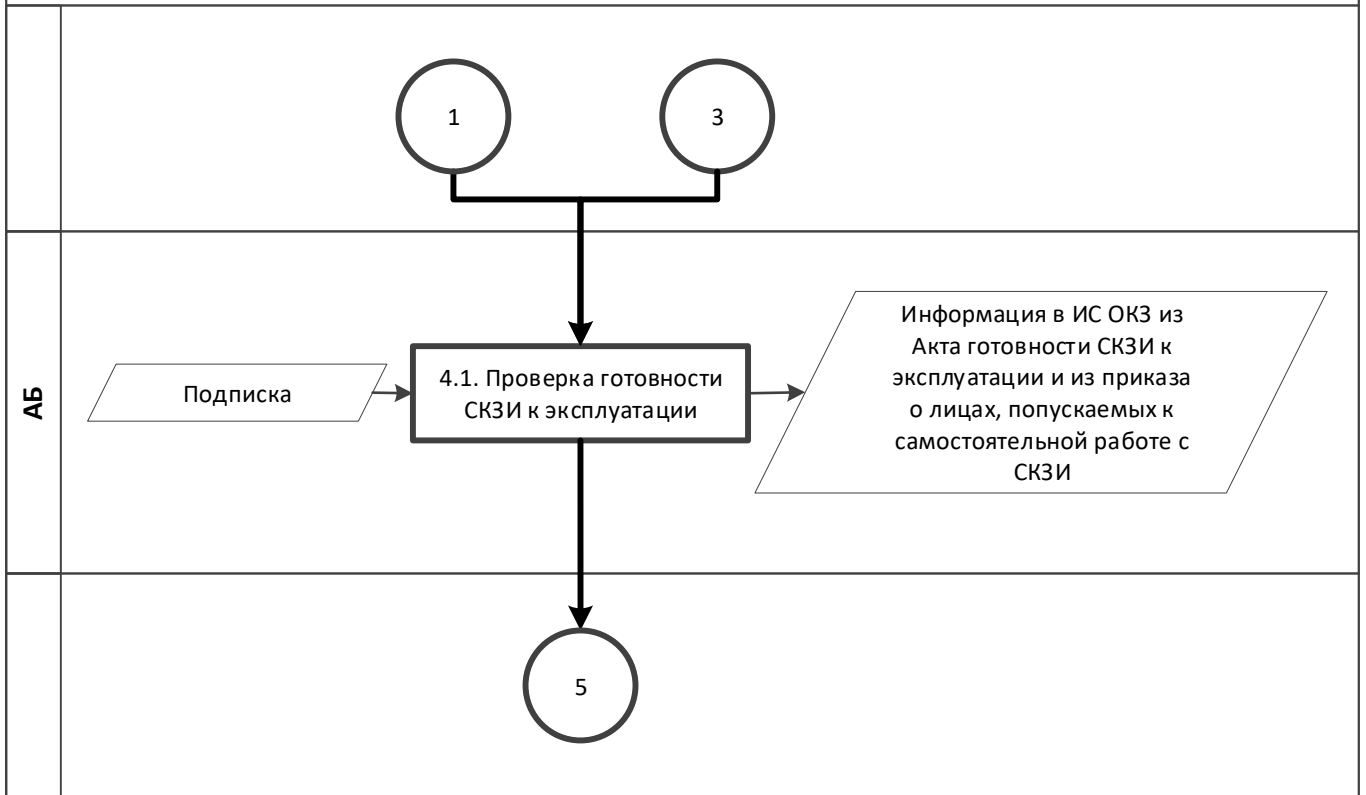 1
3
АБ
Подписка
4.1. Проверка готовности
СКЗИ к эксплуатации
Информация в ИС ОКЗ из
Акта готовности СКЗИ к
эксплуатации и из приказа
о лицах, попускаемых к
самостоятельной работе с
СКЗИ
5